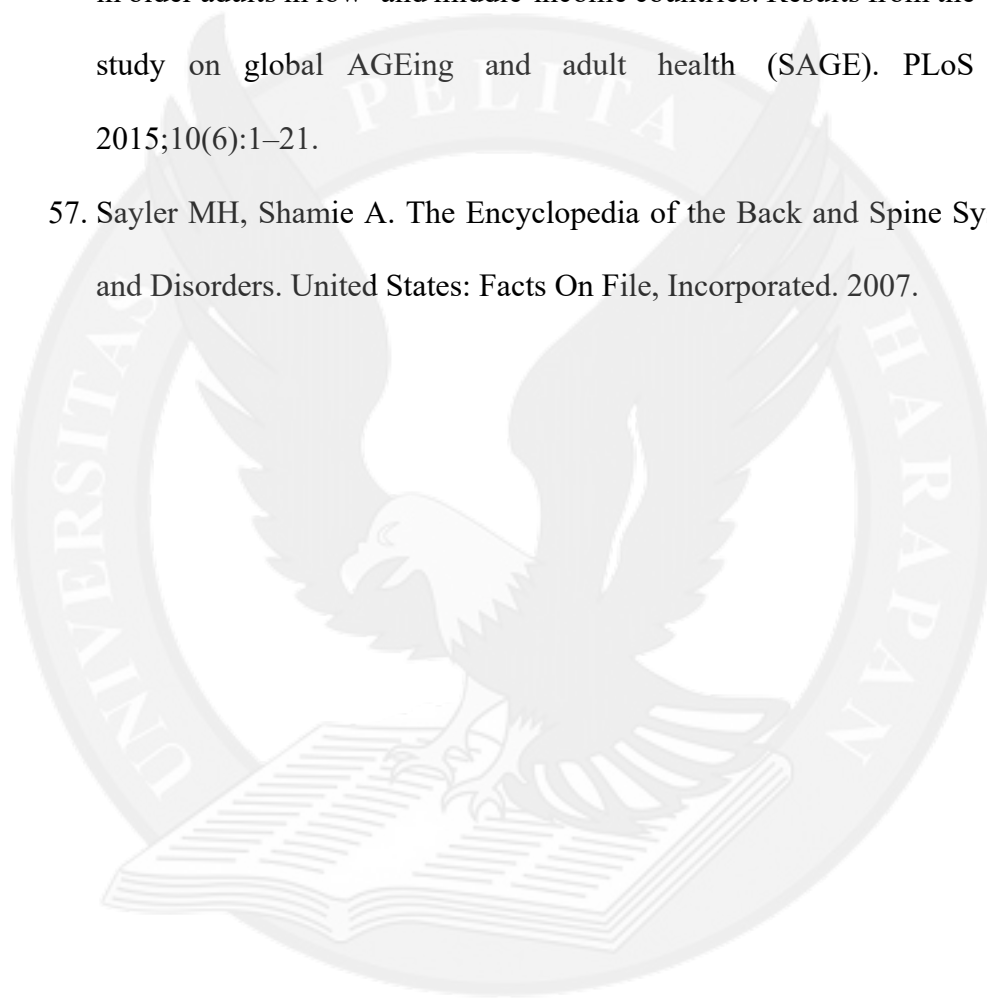 in older adults in low- and middle-income countries: Results from the
study on global AGEing and adult health (SAGE). PLoS
2015;10(6):1–21.
57. Sayler MH, Shamie A. The Encyclopedia of the Back and Spine Sy
and Disorders. United States: Facts On File, Incorporated. 2007.
UNIVERSITAS PELITA HARAPAN